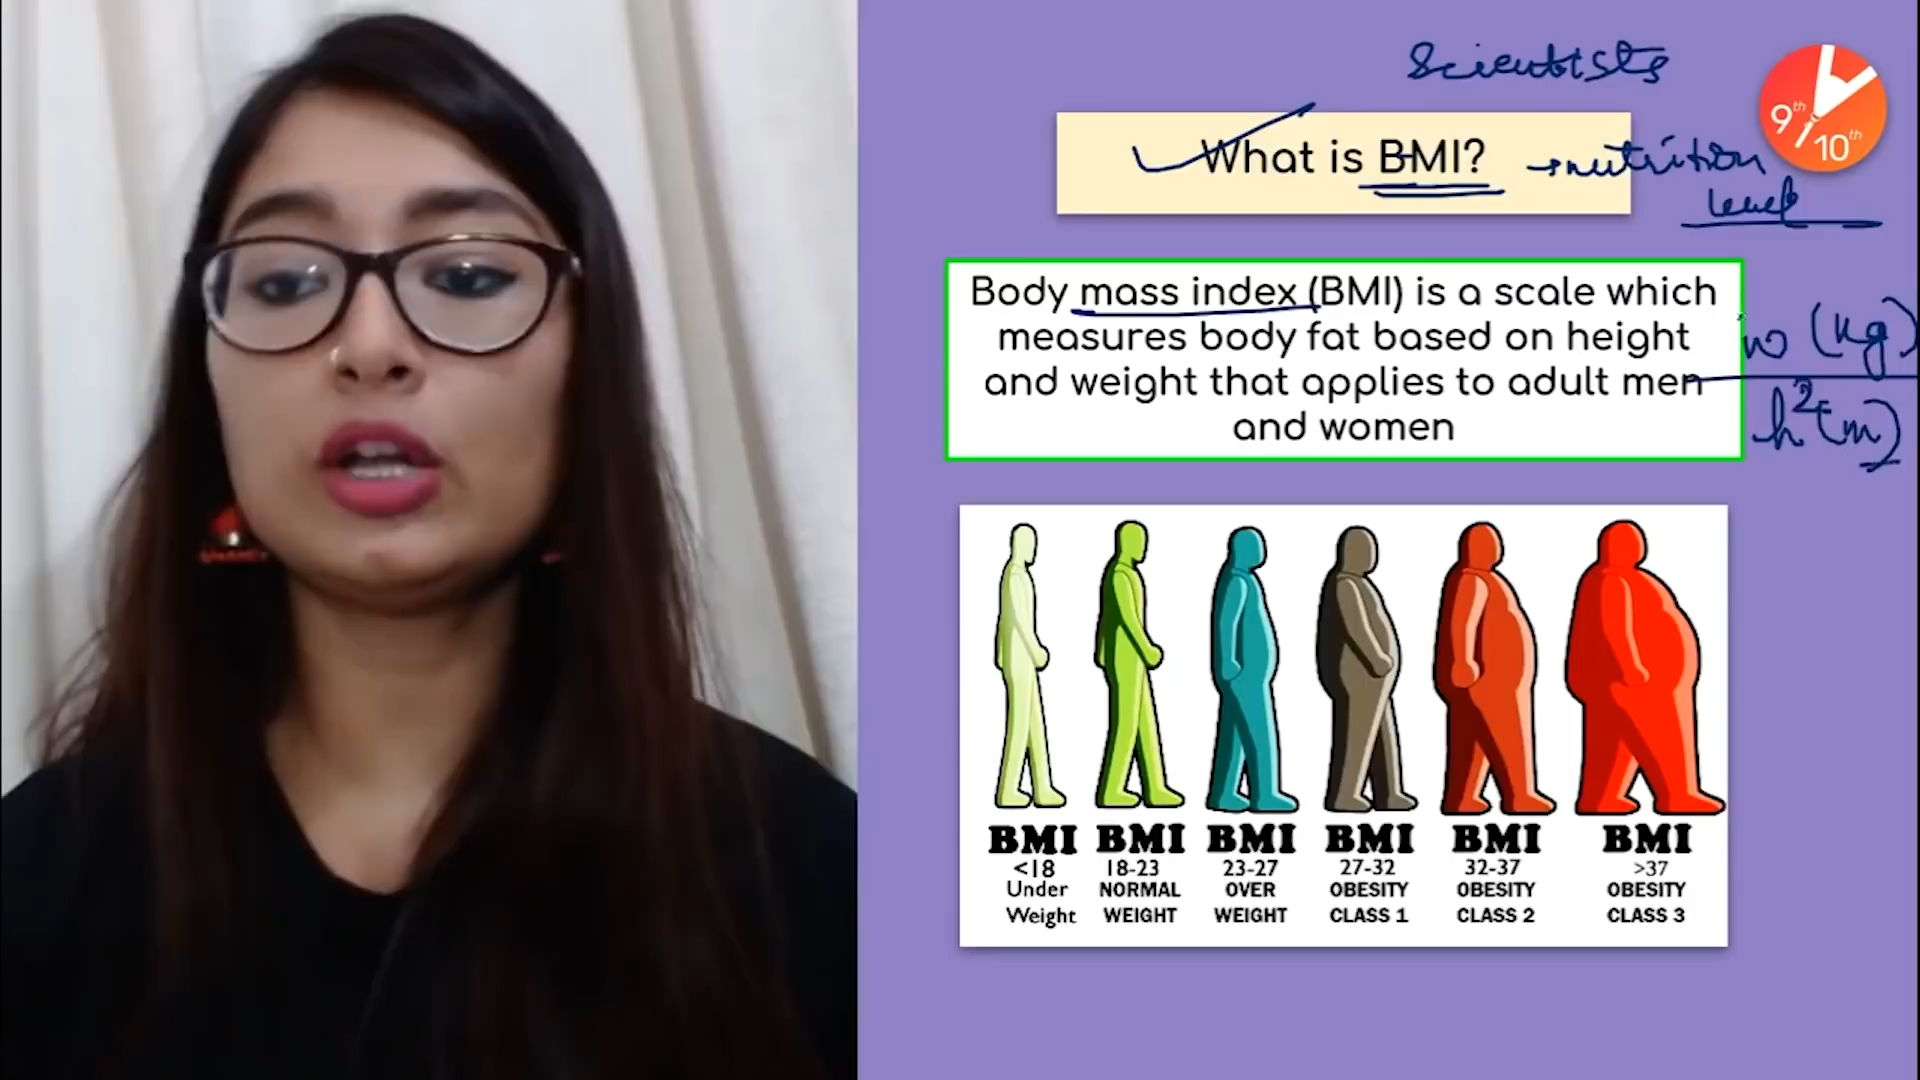 Scientists
9th
10th
What is BMI?
→ nutrition
level
Body mass index (BMI) is a scale which
measures body fat based on height
and weight that applies to adult men
and women
w (kg)
h² (m)
BMI
<18
Under
Weight
BMI
18-23
NORMAL
WEIGHT
BMI
23-27
OVER
WEIGHT
BMI
27-32
OBESITY
CLASS 1
BMI
32-37
OBESITY
CLASS 2
BMI
>37
OBESITY
CLASS 3